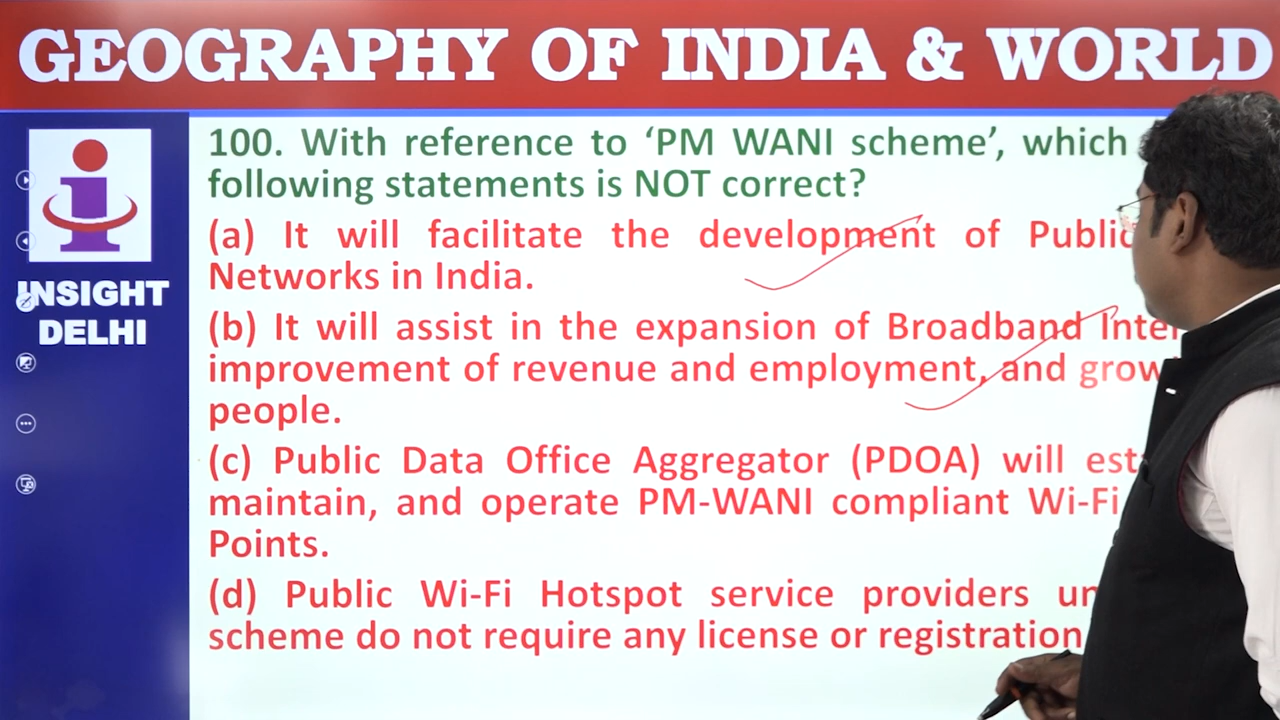 GEOGRAPHY OF INDIA & WORLD
INSIGHT
DELHI
100. With reference to ‘PM WANI scheme’, which
following statements is NOT correct?
(a) It will facilitate the development of Public
Networks in India.
(b) It will assist in the expansion of Broadband
improvement of revenue and employment, and
people.
(c) Public Data Office Aggregator (PDOA) will
maintain, and operate PM-WANI compliant Wi-Fi
Points.
(d) Public Wi-Fi Hotspot service providers
scheme do not require any license or registration